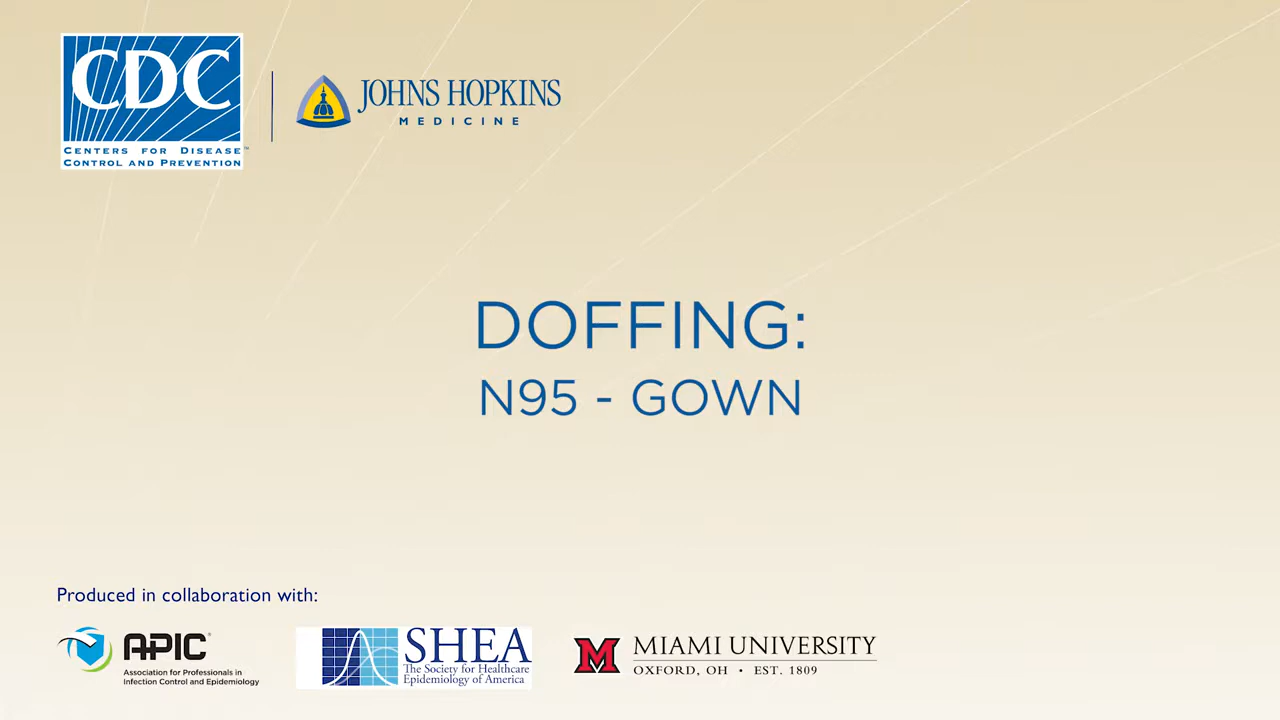 CDC
CENTERS FOR DISEASE
CONTROL AND PREVENTION™
JOHNS HOPKINS
MEDICINE
DOFFING:
N95 - GOWN
Produced in collaboration with:
APIC®
Association for Professionals in
Infection Control and Epidemiology
SHEA
The Society for Healthcare
Epidemiology of America
M
MIAMI UNIVERSITY
OXFORD, OH • EST. 1809